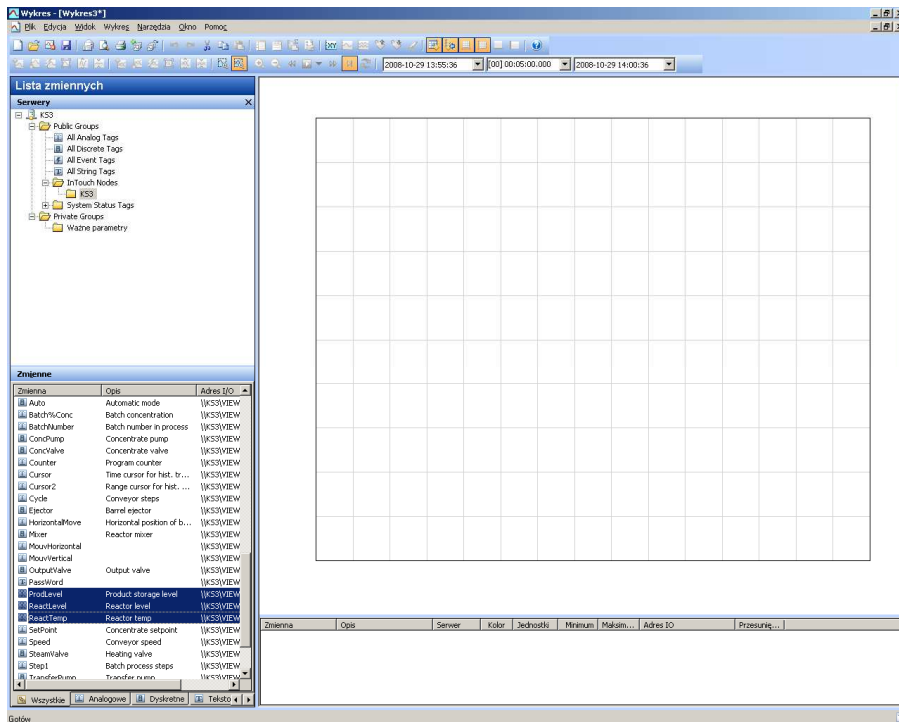 Wykres - [Wykres3*]
Plik Edycja Widok Wykres Narzędzia Okno Pomoc
2008-10-29 13:55:36 [00] 00:05:00.000 2008-10-29 14:00:36
Lista zmiennych
Serwery
KS3
Public Groups
All Analog Tags
All Discrete Tags
All Event Tags
All String Tags
InTouch Nodes
KS3
System Status Tags
Private Groups
Ważne parametry
Zmienne
Zmienna Opis Adres I/O
Auto Automatic mode \\KS3\VIEW
Batch%Conc Batch concentration \\KS3\VIEW
BatchNumber Batch number in process \\KS3\VIEW
ConcPump Concentrate pump \\KS3\VIEW
ConcValve Concentrate valve \\KS3\VIEW
Counter Program counter \\KS3\VIEW
Cursor Time cursor for hist. tr... \\KS3\VIEW
Cursor2 Range cursor for hist. ... \\KS3\VIEW
Cycle Conveyor steps \\KS3\VIEW
Ejector Barrel ejector \\KS3\VIEW
HorizontalMove Horizontal position of b... \\KS3\VIEW
Mixer Reactor mixer \\KS3\VIEW
MouvHorizontal \\KS3\VIEW
MouvVertical \\KS3\VIEW
OutputValve Output valve \\KS3\VIEW
PassWord \\KS3\VIEW
ProdLevel Product storage level \\KS3\VIEW
ReactLevel Reactor level \\KS3\VIEW
ReactTemp Reactor temp \\KS3\VIEW
SetPoint Concentrate setpoint \\KS3\VIEW
Speed Conveyor speed \\KS3\VIEW
SteamValve Heating valve \\KS3\VIEW
Step1 Batch process steps \\KS3\VIEW
TransferPump Transfer pump \\KS3\VIEW
Wszystkie Analogowe Dyskretne Teksto
Zmienna Opis Serwer Kolor Jednostki Minimum Maksim... Adres IO Przesunię...
Gotów